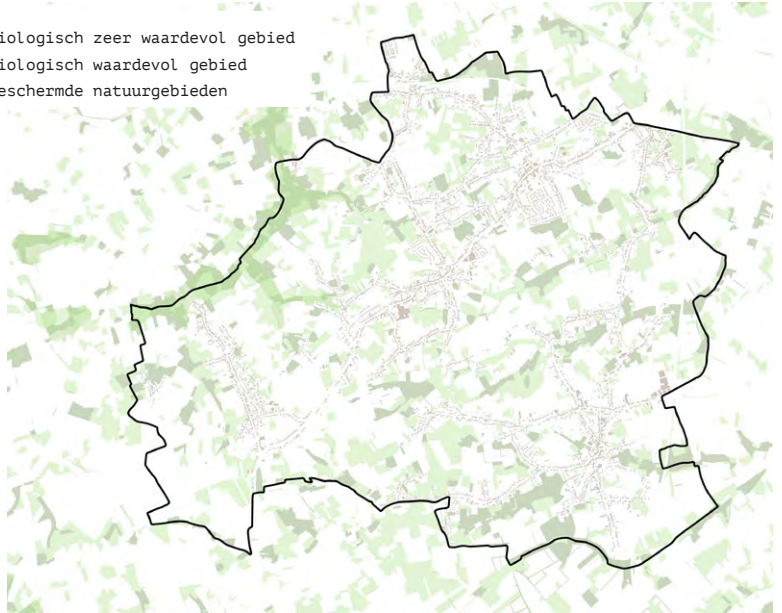 iologisch zeer waardevol gebied
iologisch waardevol gebied
eschermde natuurgebieden